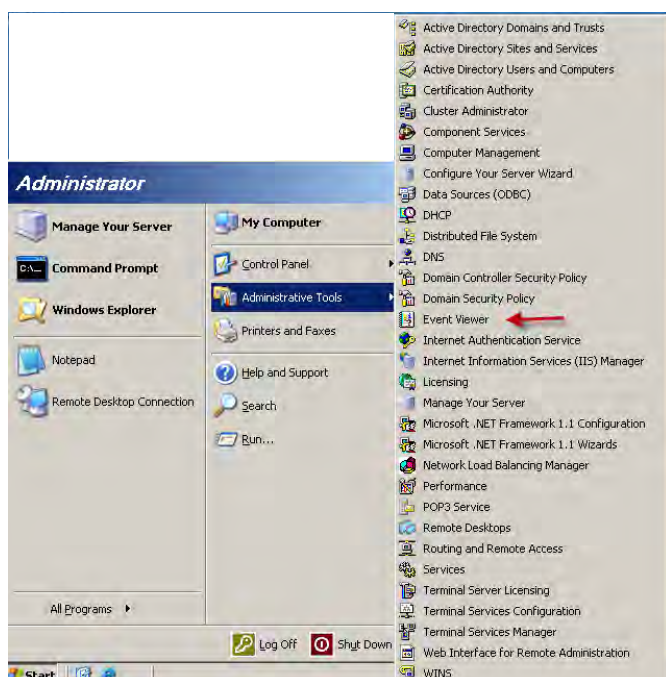 Administrator
Manage Your Server
Command Prompt
Windows Explorer
Notepad
Remote Desktop Connection
All Programs
My Computer
Control Panel
Administrative Tools
Printers and Faxes
Help and Support
Search
Run...
Log Off
Shut Down
Start
Active Directory Domains and Trusts
Active Directory Sites and Services
Active Directory Users and Computers
Certification Authority
Cluster Administrator
Component Services
Computer Management
Configure Your Server Wizard
Data Sources (ODBC)
DHCP
Distributed File System
DNS
Domain Controller Security Policy
Domain Security Policy
Event Viewer
Internet Authentication Service
Internet Information Services (IIS) Manager
Licensing
Manage Your Server
Microsoft .NET Framework 1.1 Configuration
Microsoft .NET Framework 1.1 Wizards
Network Load Balancing Manager
Performance
POP3 Service
Remote Desktops
Routing and Remote Access
Services
Terminal Server Licensing
Terminal Services Configuration
Terminal Services Manager
Web Interface for Remote Administration
WINS